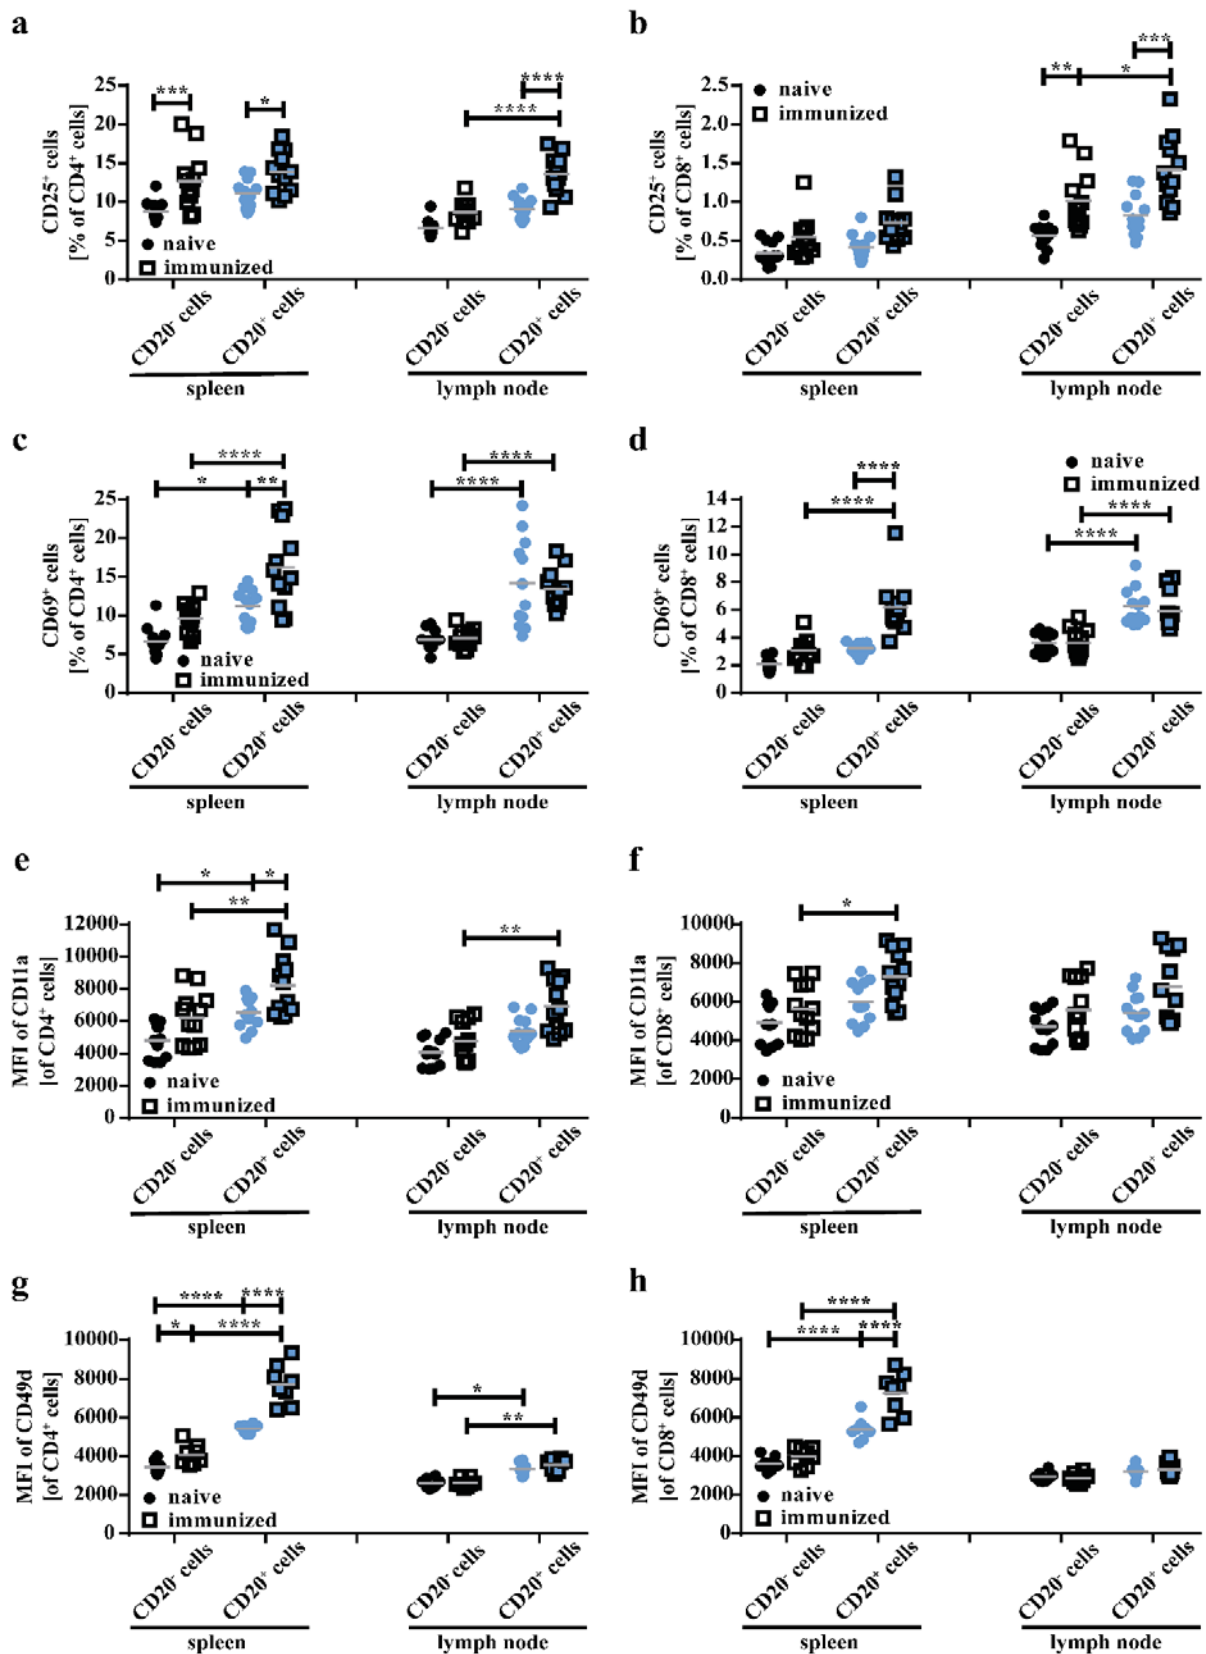 a
***
*
****
****
25
20
15
10
5
0
CD25⁺ cells
[% of CD4⁺ cells]
naive
immunized
CD20⁻ cells
CD20⁺ cells
CD20⁻ cells
CD20⁺ cells
spleen
lymph node
b
***
**
*
2.5
2.0
1.5
1.0
0.5
0.0
CD25⁺ cells
[% of CD8⁺ cells]
naive
immunized
CD20⁻ cells
CD20⁺ cells
CD20⁻ cells
CD20⁺ cells
spleen
lymph node
c
****
*
**
****
****
25
20
15
10
5
0
CD69⁺ cells
[% of CD4⁺ cells]
naive
immunized
CD20⁻ cells
CD20⁺ cells
CD20⁻ cells
CD20⁺ cells
spleen
lymph node
d
****
****
****
****
14
12
10
8
6
4
2
0
CD69⁺ cells
[% of CD8⁺ cells]
naive
immunized
CD20⁻ cells
CD20⁺ cells
CD20⁻ cells
CD20⁺ cells
spleen
lymph node
e
*
*
**
**
12000
10000
8000
6000
4000
2000
0
MFI of CD11a
[of CD4⁺ cells]
naive
immunized
CD20⁻ cells
CD20⁺ cells
CD20⁻ cells
CD20⁺ cells
spleen
lymph node
f
*
10000
8000
6000
4000
2000
0
MFI of CD11a
[of CD8⁺ cells]
naive
immunized
CD20⁻ cells
CD20⁺ cells
CD20⁻ cells
CD20⁺ cells
spleen
lymph node
g
****
****
*
****
*
**
10000
8000
6000
4000
2000
0
MFI of CD49d
[of CD4⁺ cells]
naive
immunized
CD20⁻ cells
CD20⁺ cells
CD20⁻ cells
CD20⁺ cells
spleen
lymph node
h
****
****
****
10000
8000
6000
4000
2000
0
MFI of CD49d
[of CD8⁺ cells]
naive
immunized
CD20⁻ cells
CD20⁺ cells
CD20⁻ cells
CD20⁺ cells
spleen
lymph node